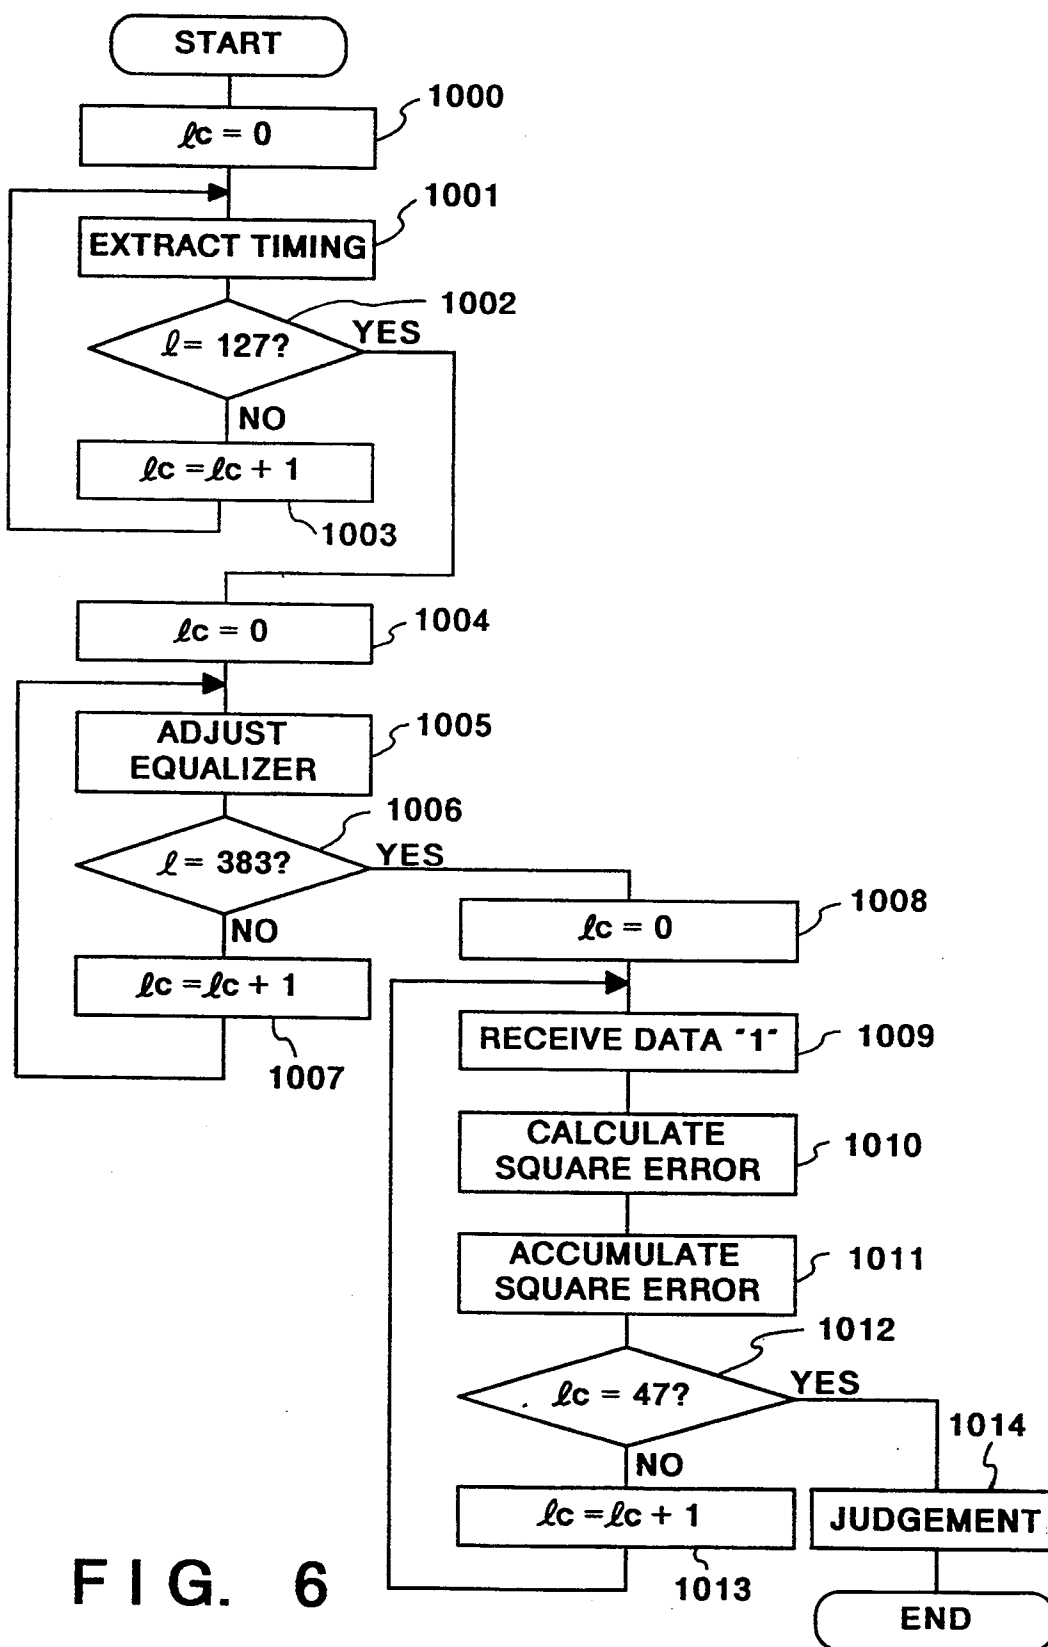 START
1000
ℓc = 0
1001
EXTRACT TIMING
1002
ℓ = 127?
YES
NO
ℓc = ℓc + 1
1003
ℓc = 0
1004
ADJUST
EQUALIZER
1005
1006
ℓ = 383?
YES
NO
ℓc = ℓc + 1
1007
1008
ℓc = 0
RECEIVE DATA "1"
1009
CALCULATE
SQUARE ERROR
1010
ACCUMULATE
SQUARE ERROR
1011
1012
ℓc = 47?
YES
NO
ℓc = ℓc + 1
1013
1014
JUDGEMENT
END
FIG. 6